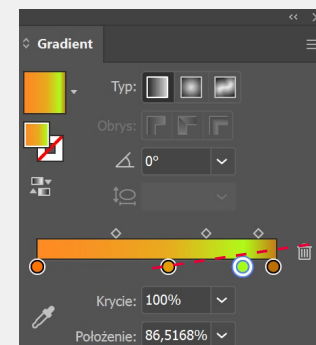 Gradient
Typ:
Obrys:
0°
Krycie: 100%
Położenie: 86,5168%